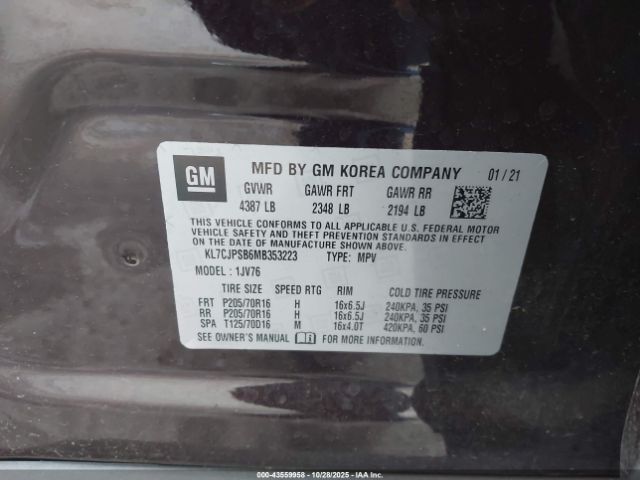 GM MFD BY GM KOREA COMPANY 01 / 21
GVWR GAWR FRT GAWR RR
4387 LB 2348 LB 2194 LB
THIS VEHICLE CONFORMS TO ALL APPLICABLE U.S. FEDERAL MOTOR
VEHICLE SAFETY AND THEFT PREVENTION STANDARDS IN
EFFECT ON THE DATE OF MANUFACTURE SHOWN ABOVE.
KL7CJPSB6MB353223 TYPE: MPV
MODEL : 1JV76
TIRE SIZE SPEED RTG RIM COLD TIRE PRESSURE
FRT P205/70R16 H 16x6.5J 240KPA, 35 PSI
RR P205/70R16 H 16x6.5J 240KPA, 35 PSI
SPA T125/70D16 M 16x4.0T 420KPA, 60 PSI
SEE OWNER'S MANUAL FOR MORE INFORMATION.
000-43559958 | 10/28/2025 - IAA Inc.